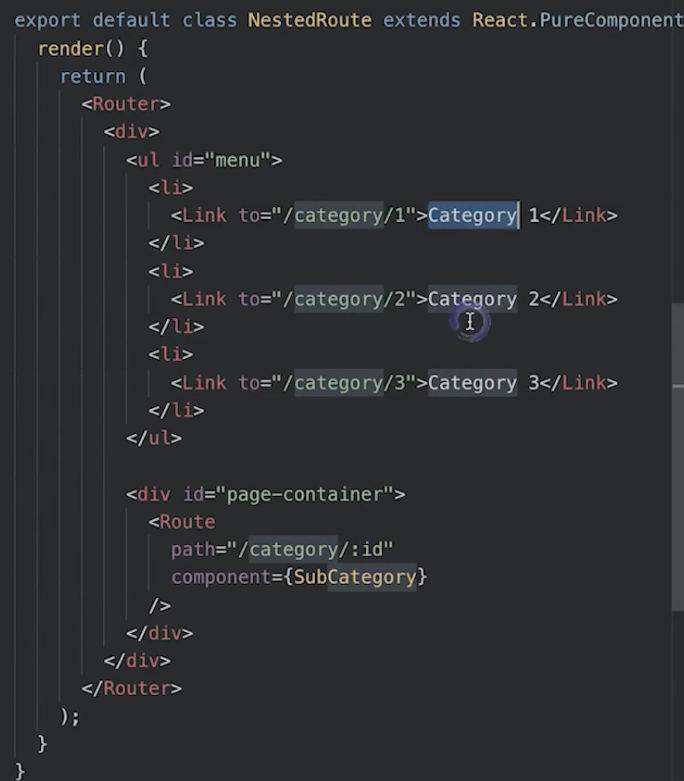 export default class NestedRoute extends React.PureComponent
render() {
return (
<Router>
<div>
<ul id="menu">
<li>
<Link to="/category/1">Category 1</Link>
</li>
<li>
<Link to="/category/2">Category 2</Link>
</li>
<li>
<Link to="/category/3">Category 3</Link>
</li>
</ul>
<div id="page-container">
<Route
path="/category/:id"
component={SubCategory}
/>
</div>
</div>
</Router>
);
}
}